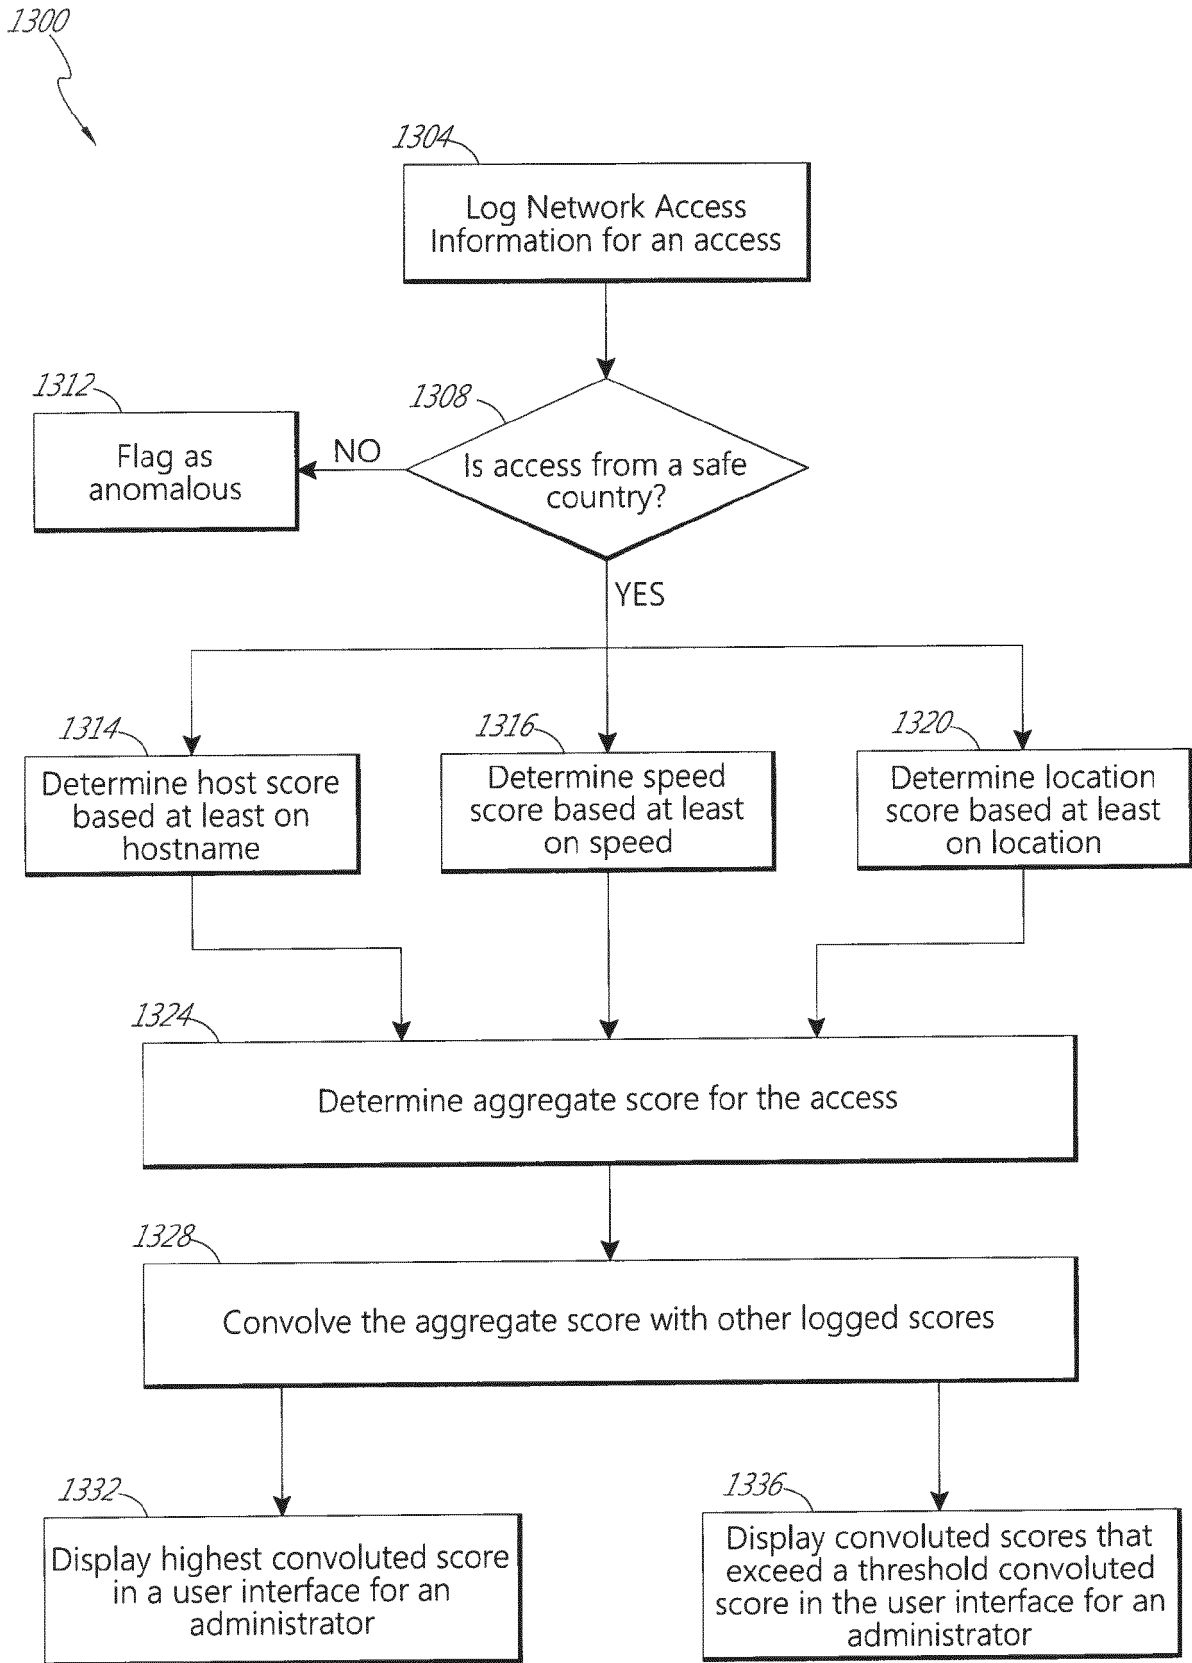 1300
1304
Log Network Access
Information for an access
1312
Flag as
anomalous
NO
1308
Is access from a safe
country?
YES
1314
Determine host score
based at least on
hostname
1316
Determine speed
score based at least
on speed
1320
Determine location
score based at least
on location
1324
Determine aggregate score for the access
1328
Convolve the aggregate score with other logged scores
1332
Display highest convoluted score
in a user interface for an
administrator
1336
Display convoluted scores that
exceed a threshold convoluted
score in the user interface for an
administrator